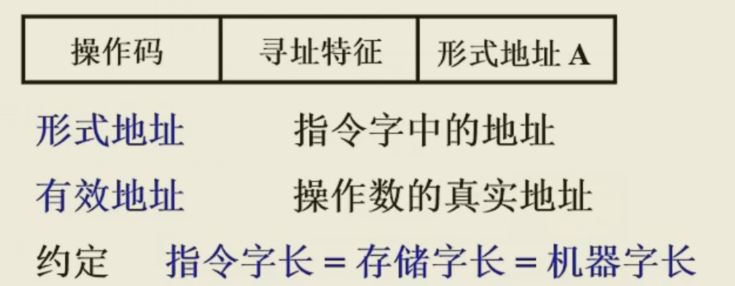 操作码 寻址特征 形式地址 A
形式地址 指令字中的地址
有效地址 操作数的真实地址
约定 指令字长 = 存储字长 = 机器字长